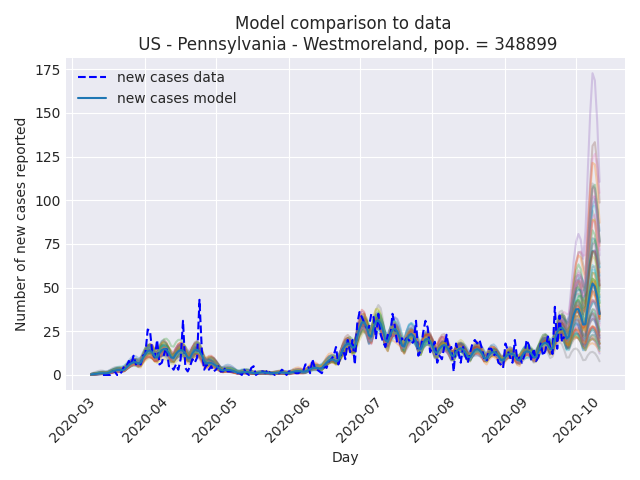 Model comparison to data
US - Pennsylvania - Westmoreland, pop. = 348899
new cases data
new cases model
Number of new cases reported
175
150
125
100
75
50
25
0
2020-03
2020-04
2020-05
2020-06
2020-07
2020-08
2020-09
2020-10
Day